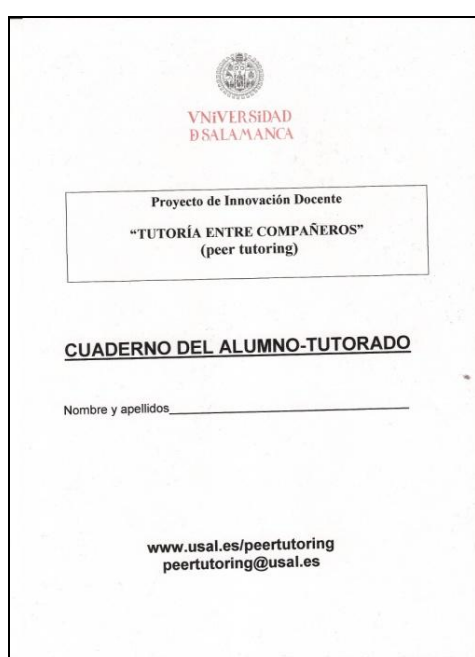 VNiVERSiDAD
Đ SALAMANCA
Proyecto de Innovación Docente
“TUTORÍA ENTRE COMPAÑEROS”
(peer tutoring)
CUADERNO DEL ALUMNO-TUTORADO
Nombre y apellidos
www.usal.es/peertutoring
peertutoring@usal.es